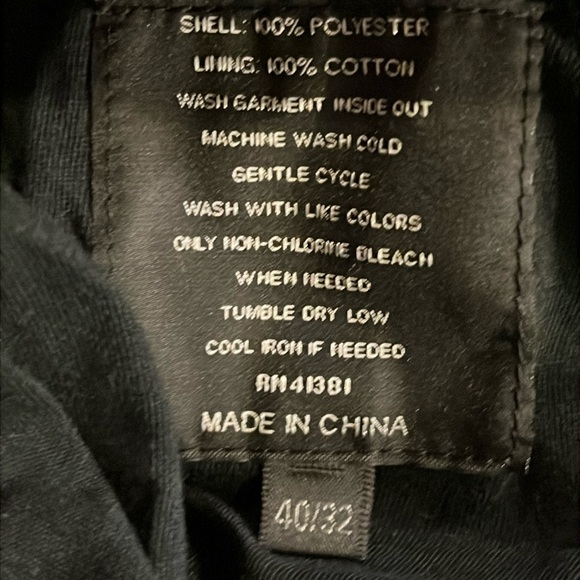 SHELL: 100% POLYESTER
LINING: 100% COTTON
WASH GARMENT INSIDE OUT
MACHINE WASH COLD
GENTLE CYCLE
WASH WITH LIKE COLORS
ONLY NON-CHLORINE BLEACH
WHEN NEEDED
TUMBLE DRY LOW
COOL IRON IF NEEDED
RN41381
MADE IN CHINA
40/32